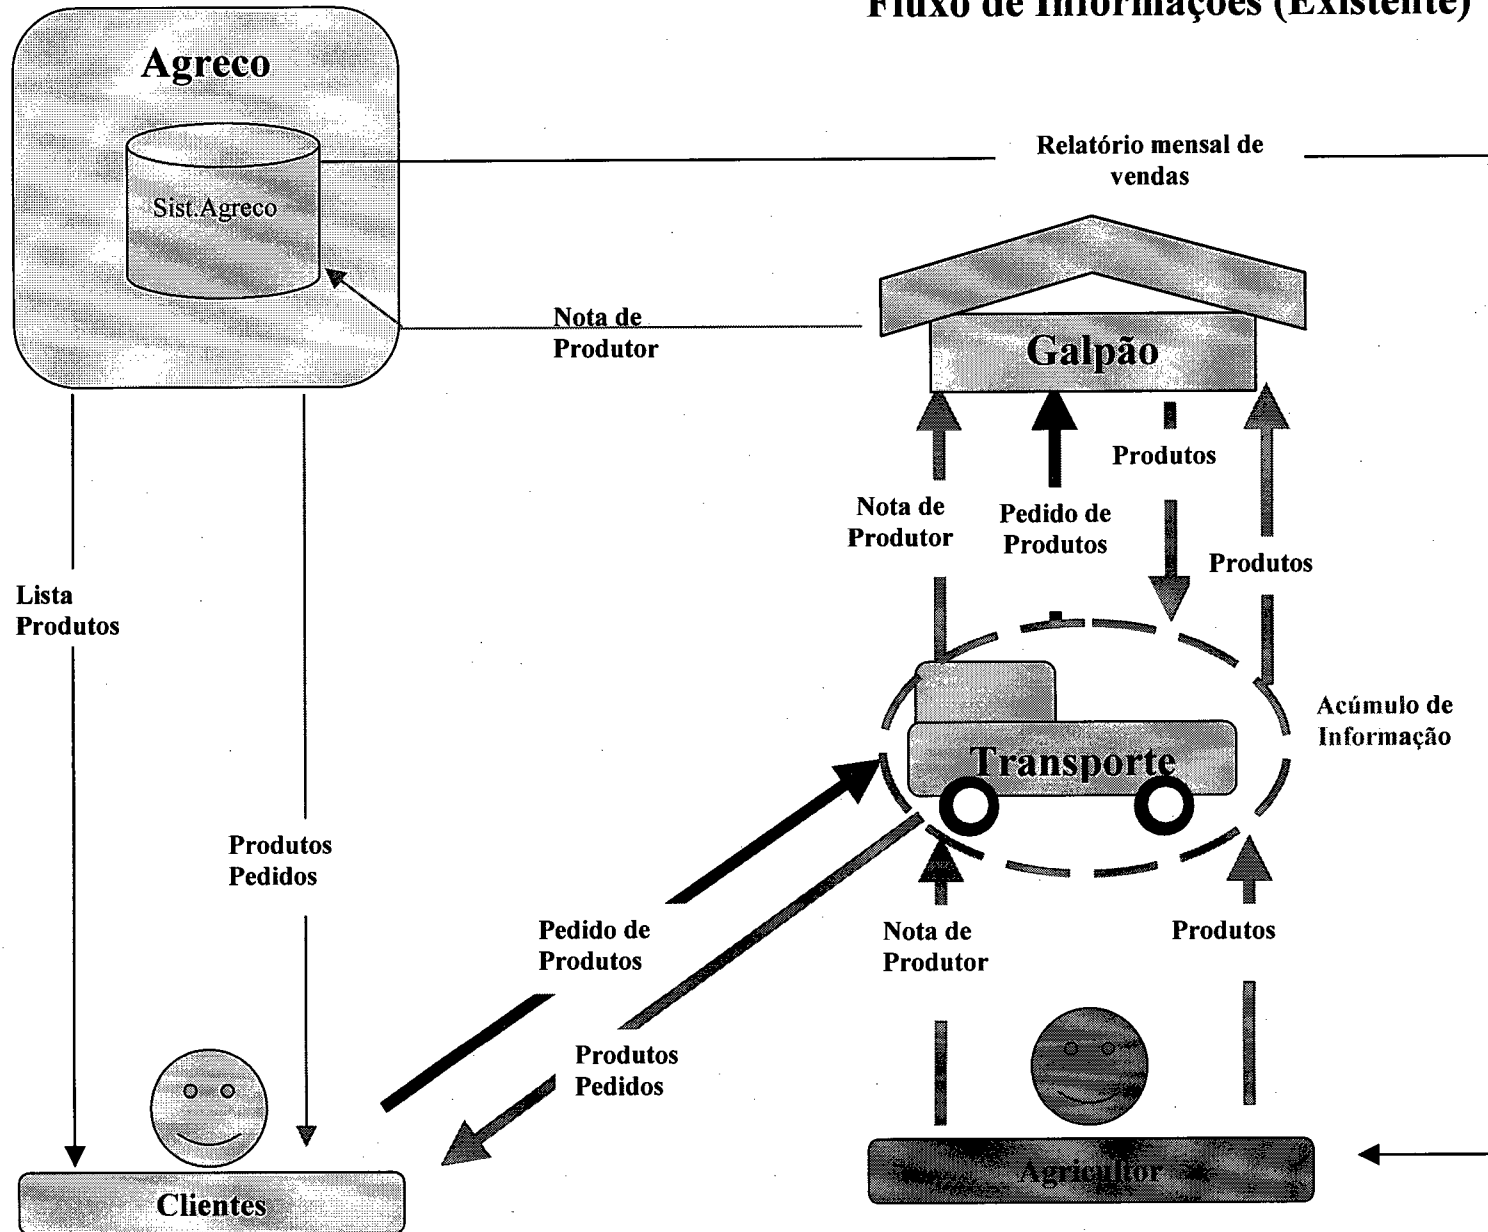 Fluxo de Informações (Existente)
Agreco
Sist.Agreco
Relatório mensal de
vendas
Nota de
Produtor
Galpão
Produtos
Nota de
Produtor
Pedido de
Produtos
Produtos
Lista
Produtos
Acúmulo de
Informação
Transporte
Produtos
Pedidos
Pedido de
Produtos
Nota de
Produtor
Produtos
Produtos
Pedidos
Clientes
Agricultor